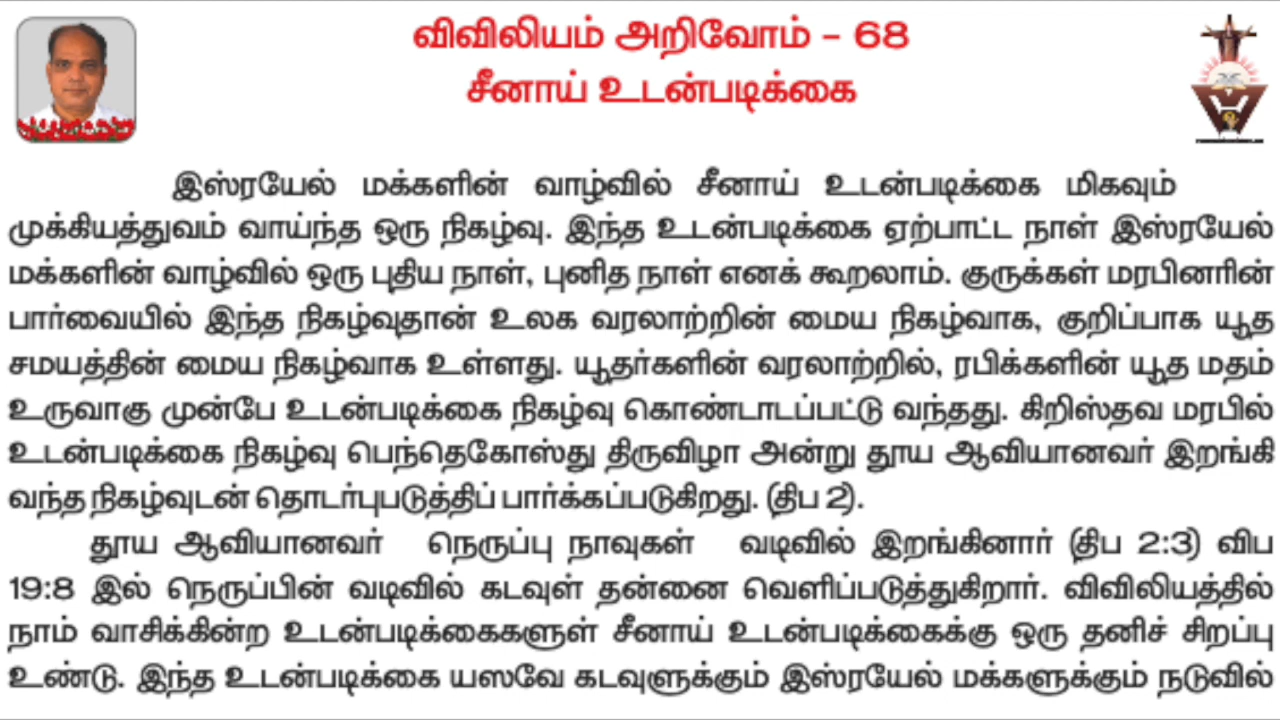 விவிலியம் அறிவோம் – 68
சீனாய் உடன்படிக்கை
இஸ்ரயேல் மக்களின் வாழ்வில் சீனாய் உடன்படிக்கை மிகவும்
முக்கியத்துவம் வாய்ந்த ஒரு நிகழ்வு. இந்த உடன்படிக்கை ஏற்பாட்ட நாள் இஸ்ரயேல்
மக்களின் வாழ்வில் ஒரு புதிய நாள், புனித நாள் எனக் கூறலாம். குருக்கள் மரபினரின்
பார்வையில் இந்த நிகழ்வுதான் உலக வரலாற்றின் மைய நிகழ்வாக, குறிப்பாக யூத
சமயத்தின் மைய நிகழ்வாக உள்ளது. யூதர்களின் வரலாற்றில், ரபிக்களின் யூத மதம்
உருவாகு முன்பே உடன்படிக்கை நிகழ்வு கொண்டாடப்பட்டு வந்தது. கிறிஸ்தவ மரபில்
உடன்படிக்கை நிகழ்வு பெந்தெகோஸ்து திருவிழா அன்று தூய ஆவியானவர் இறங்கி
வந்த நிகழ்வுடன் தொடர்புபடுத்திப் பார்க்கப்படுகிறது. (திப 2).
தூய ஆவியானவர் நெருப்பு நாவுகள் வடிவில் இறங்கினார் (திப 2:3) விப
19:8 இல் நெருப்பின் வடிவில் கடவுள் தன்னை வெளிப்படுத்துகிறார். விவிலியத்தில்
நாம் வாசிக்கின்ற உடன்படிக்கைகளுள் சீனாய் உடன்படிக்கைக்கு ஒரு தனிச் சிறப்பு
உண்டு. இந்த உடன்படிக்கை யஸவே கடவுளுக்கும் இஸ்ரயேல் மக்களுக்கும் நடுவில்